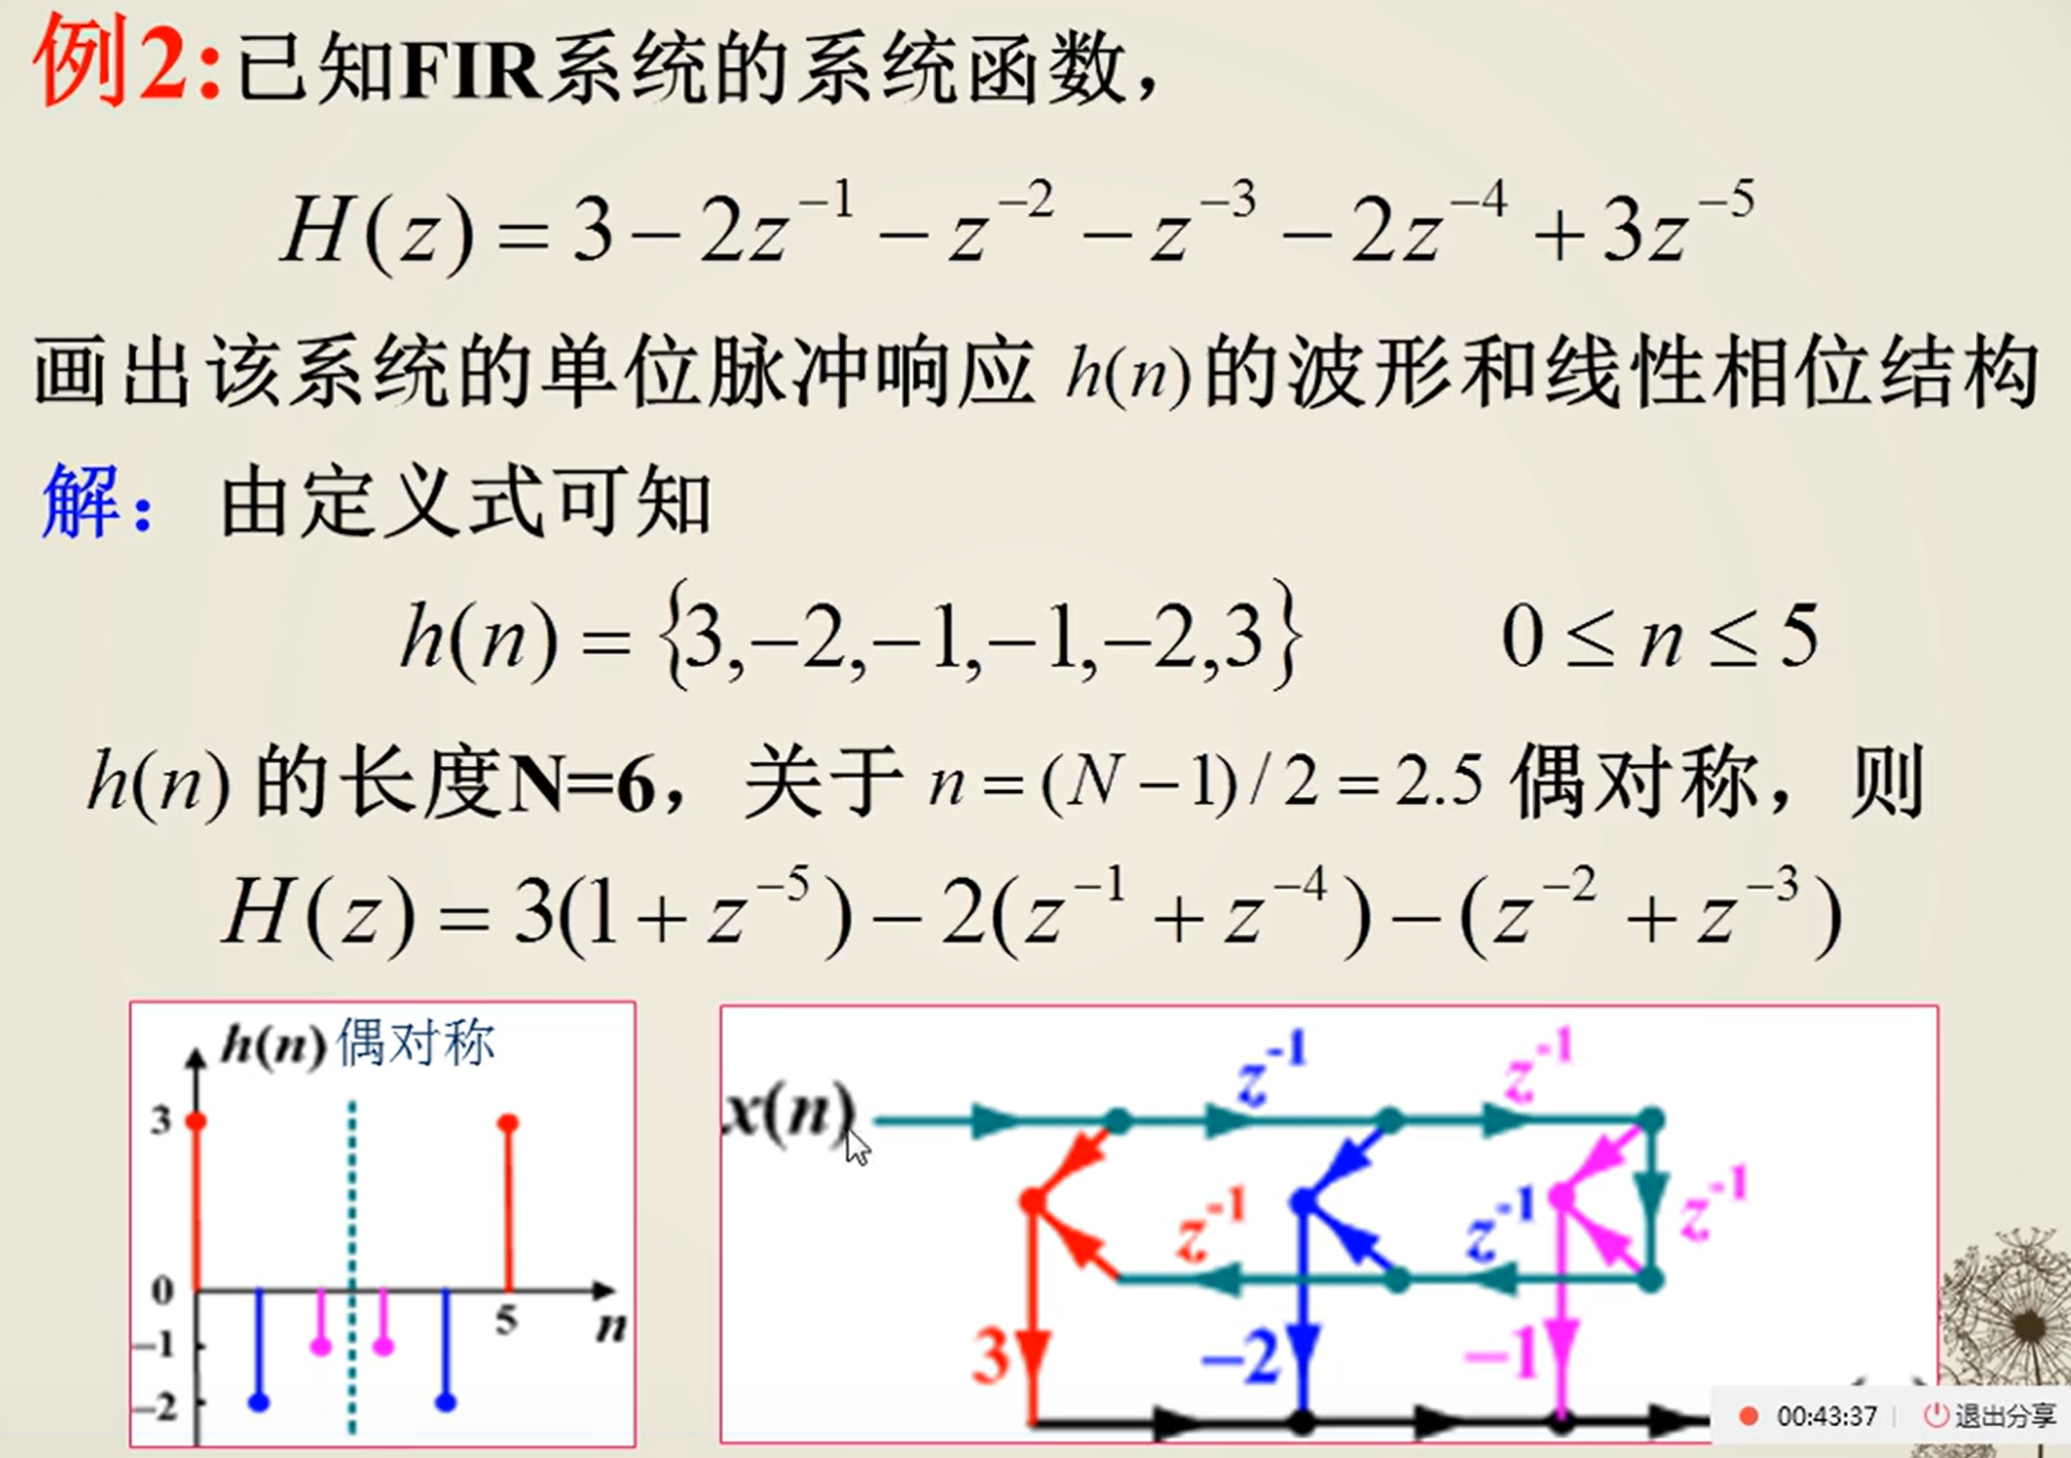 例2:已知FIR系统的系统函数，
H(z) = 3 − 2z⁻¹ − z⁻² − z⁻³ − 2z⁻⁴ + 3z⁻⁵
画出该系统的单位脉冲响应 h(n)的波形和线性相位结构
解： 由定义式可知
h(n) = {3,−2,−1,−1,−2,3} 0 ≤ n ≤ 5
h(n) 的长度N=6，关于 n = (N −1)/2 = 2.5 偶对称，则
H(z) = 3(1 + z⁻⁵) − 2(z⁻¹ + z⁻⁴) − (z⁻² + z⁻³)
h(n) 偶对称
3
0
5
n
−1
−2
z⁻¹ z⁻¹
x(n)
z⁻¹ z⁻¹ z⁻¹
3 −2 −1
00:43:37 退出分享